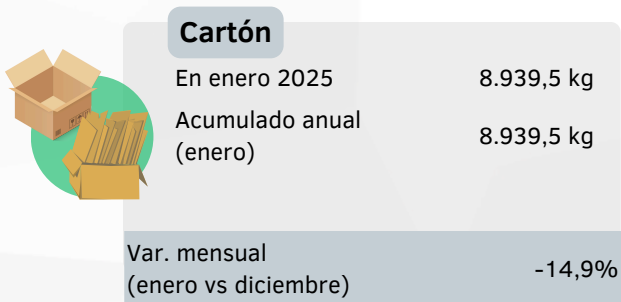 Cartón
En enero 2025 8.939,5 kg
Acumulado anual
(enero) 8.939,5 kg
Var. mensual
(enero vs diciembre) -14,9%